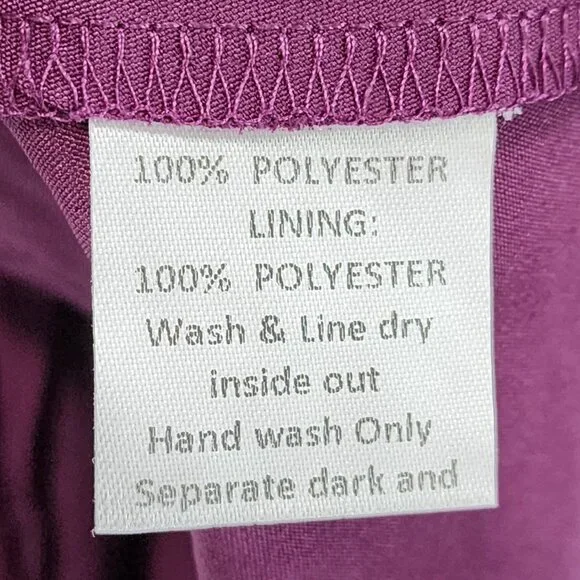 100% POLYESTER
LINING:
100% POLYESTER
Wash & Line dry
inside out
Hand wash Only
Separate dark and